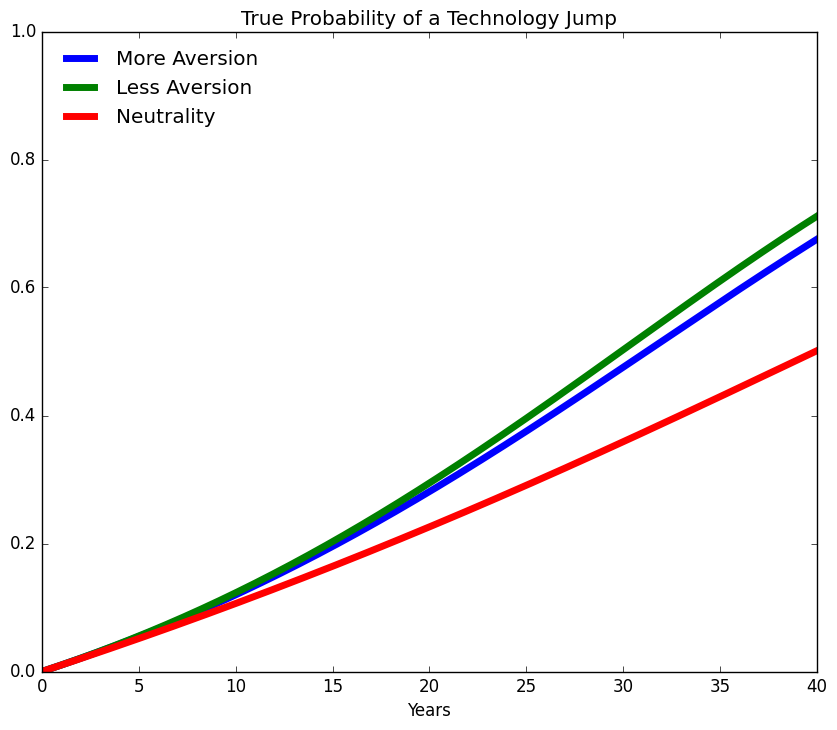 True Probability of a Technology Jump
1.0
More Aversion
Less Aversion
Neutrality
0.8
0.6
0.4
0.2
0.0
0 5 10 15 20 25 30 35 40
Years